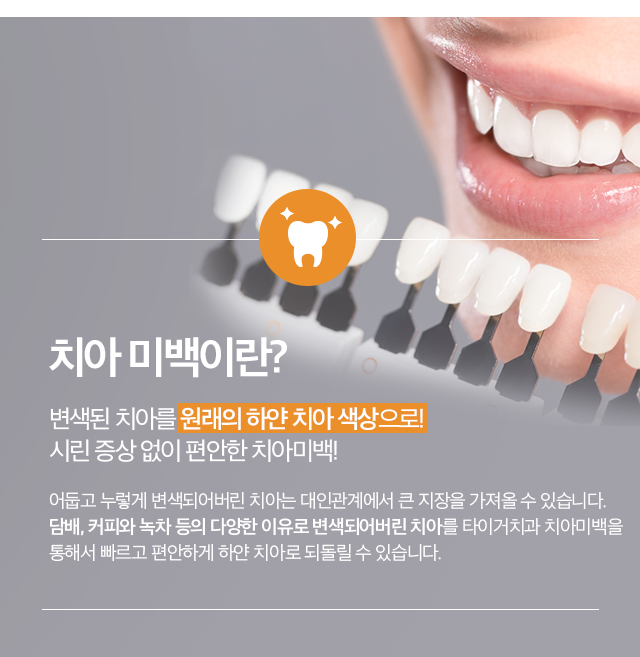 치아 미백이란?
변색된 치아를 원래의 하얀 치아 색상으로!
시린 증상 없이 편안한 치아미백!
어둡고 누렇게 변색되어버린 치아는 대인관계에서 큰 지장을 가져올 수 있습니다.
담배, 커피와 녹차 등의 다양한 이유로 변색되어버린 치아를 타이거치과 치아미백을
통해서 빠르고 편안하게 하얀 치아로 되돌릴 수 있습니다.